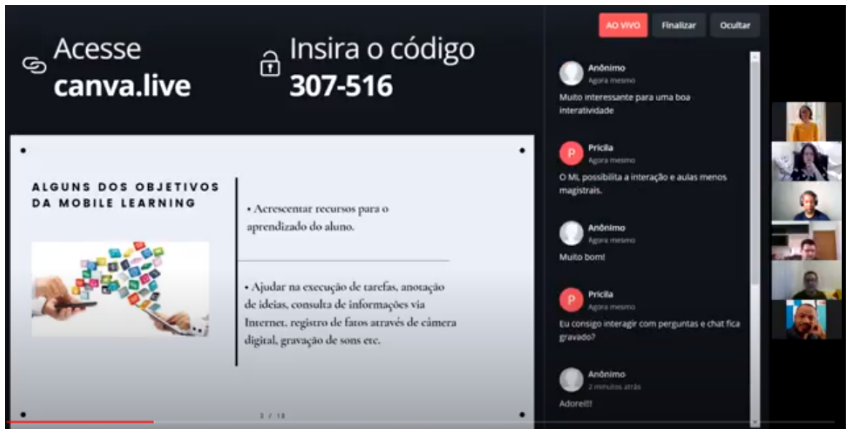 Acesse
canva.live
Insira o código
307-516
ALGUNS DOS OBJETIVOS
DA MOBILE LEARNING
• Acrescentar recursos para o
aprendizado do aluno.
• Ajudar na execução de tarefas, anotação
de ideias, consulta de informações via
Internet, registro de fatos através de câmera
digital, gravação de sons etc.
3 / 18
AO VIVO
Finalizar
Ocultar
Anônimo
Agora mesmo
Muito interessante para uma boa
interatividade
P
Pricila
Agora mesmo
O ML possibilita a interação e aulas menos
magistrais.
Anônimo
Agora mesmo
Muito bom!
P
Pricila
Agora mesmo
Eu consigo interagir com perguntas e chat fica
gravado?
Anônimo
2 minutos atrás
Adorei!!!